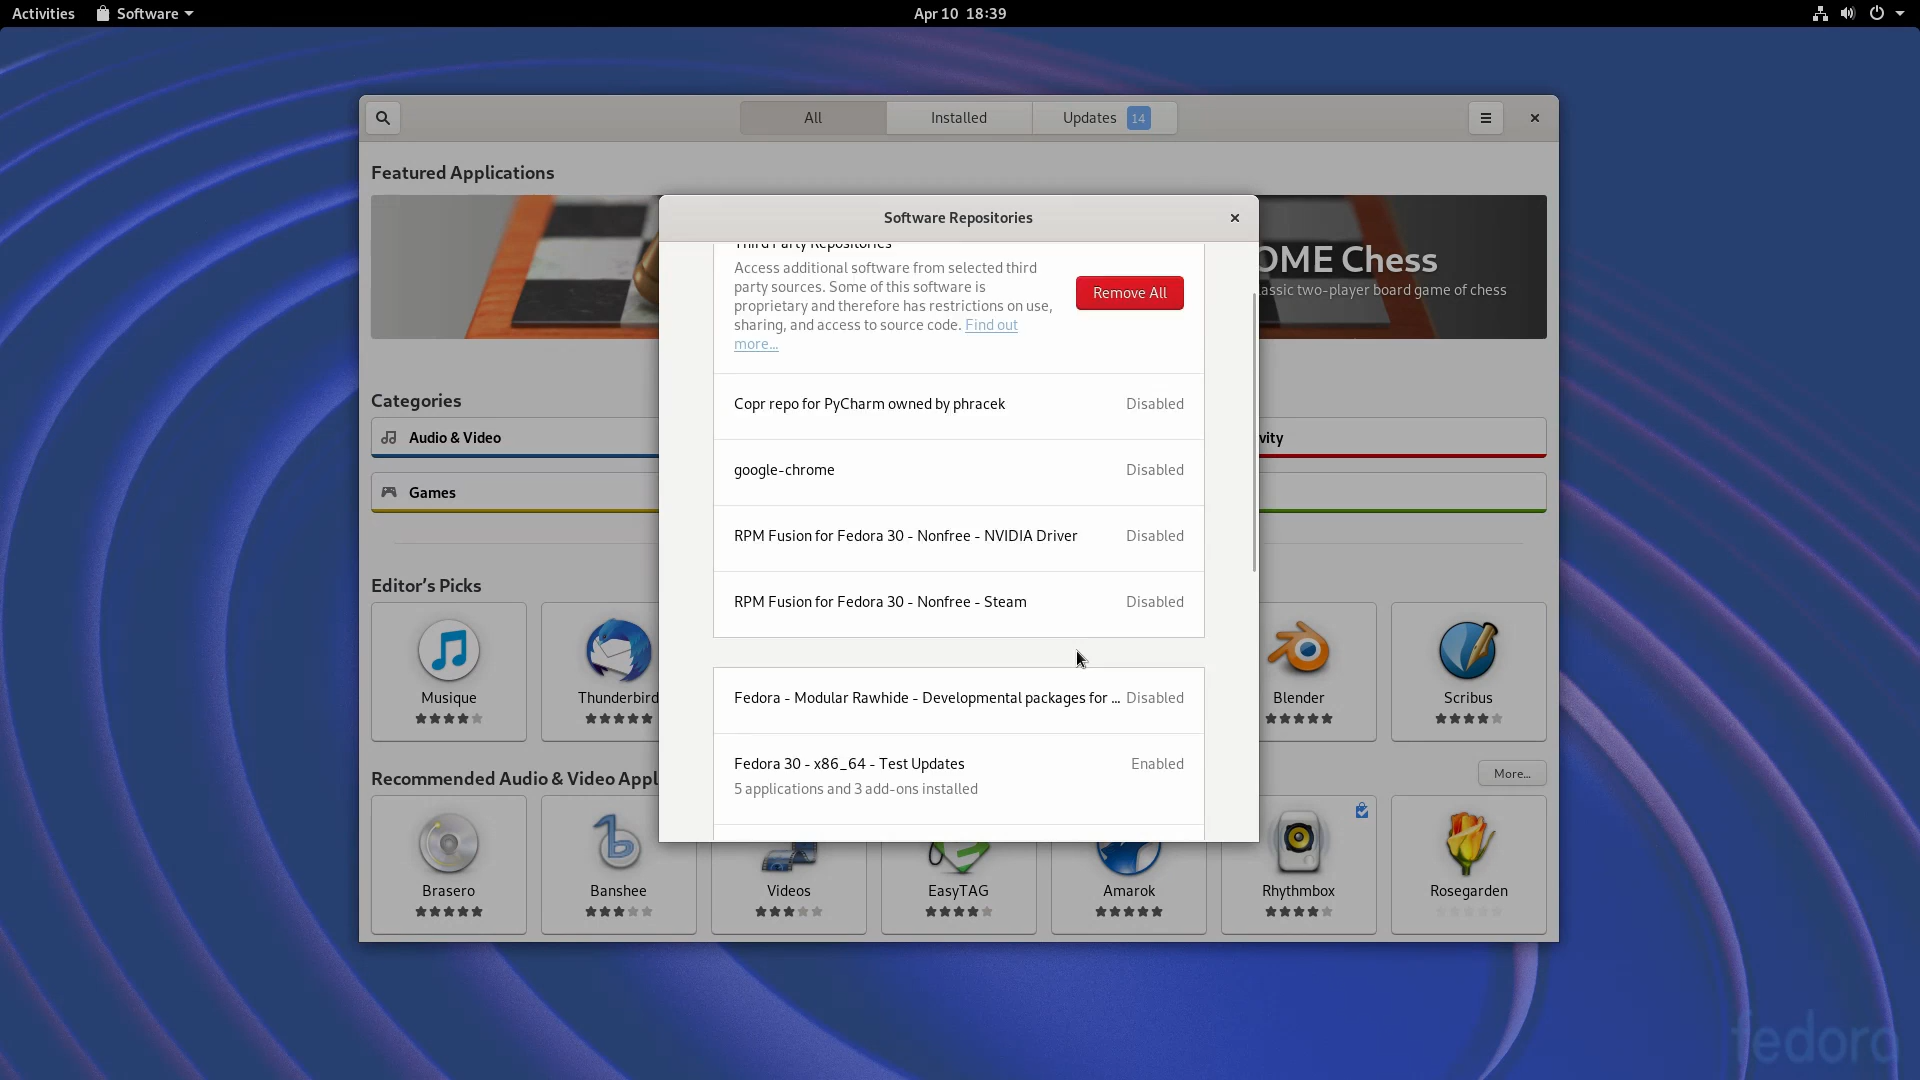 Activities
Software
Apr 10 18:39
All
Installed
Updates 14
Featured Applications
OME Chess
assic two-player board game of chess
Software Repositories
Third Party Repositories
Access additional software from selected third
party sources. Some of this software is
proprietary and therefore has restrictions on use,
sharing, and access to source code. Find out
more…
Remove All
Copr repo for PyCharm owned by phracek
Disabled
google-chrome
Disabled
RPM Fusion for Fedora 30 - Nonfree - NVIDIA Driver
Disabled
RPM Fusion for Fedora 30 - Nonfree - Steam
Disabled
Fedora - Modular Rawhide - Developmental packages for …
Disabled
Fedora 30 - x86_64 - Test Updates
Enabled
5 applications and 3 add-ons installed
Categories
Audio & Video
vity
Games
Editor's Picks
Musique
Thunderbird
Blender
Scribus
Recommended Audio & Video Appl
More…
Brasero
Banshee
Videos
EasyTAG
Amarok
Rhythmbox
Rosegarden
fedora